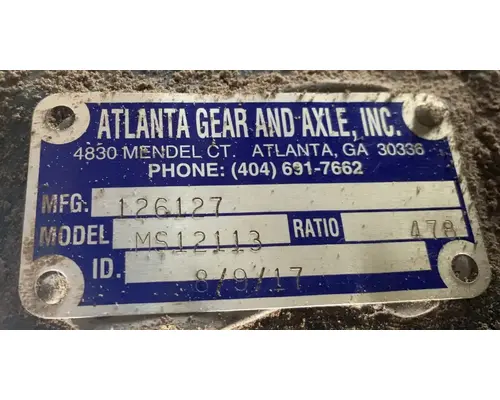 ATLANTA GEAR AND AXLE, INC.
4830 MENDEL CT. ATLANTA, GA 30336
PHONE: (404) 691-7662
MFG. 126127
MODEL MS12113 RATIO 478
ID. 8/9/17